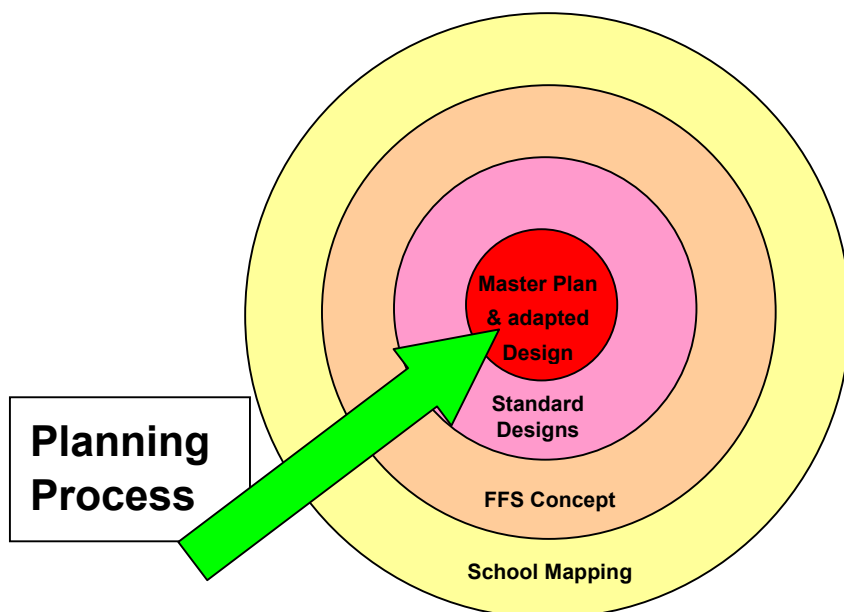 Master Plan
& adapted
Design
Standard
Designs
Planning
Process
FFS Concept
School Mapping